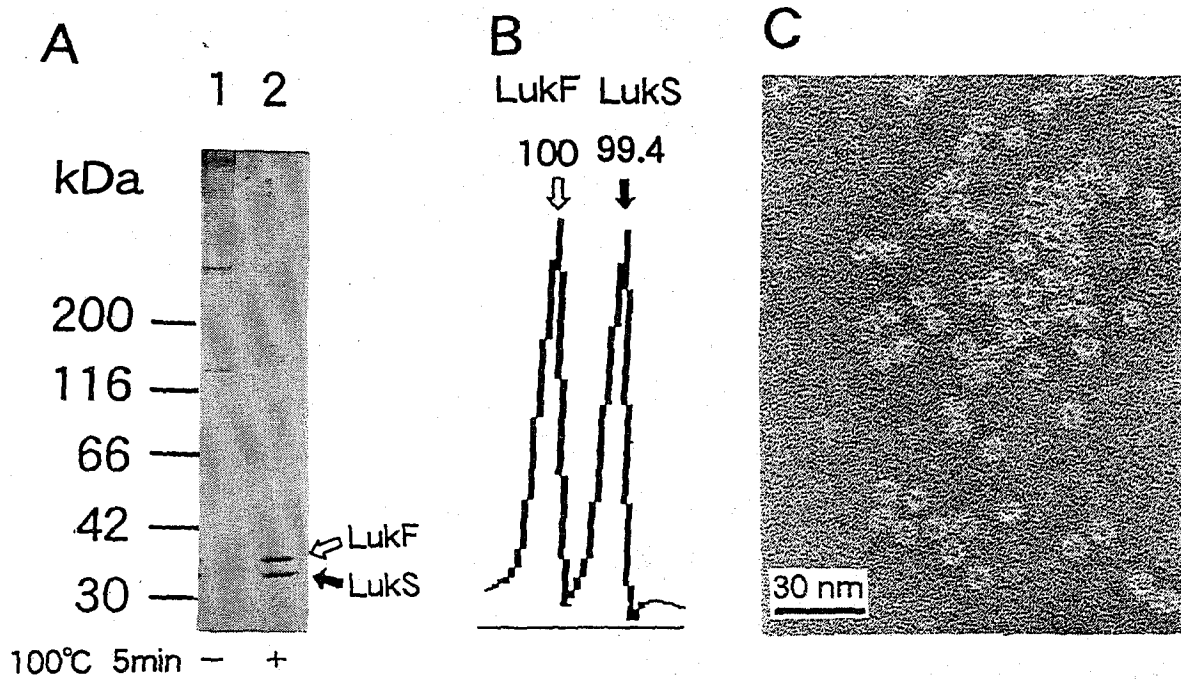 A
1 2
kDa
200
116
66
42
30
LukF
LukS
100℃ 5min − +
B
LukF LukS
100 99.4
C
30 nm